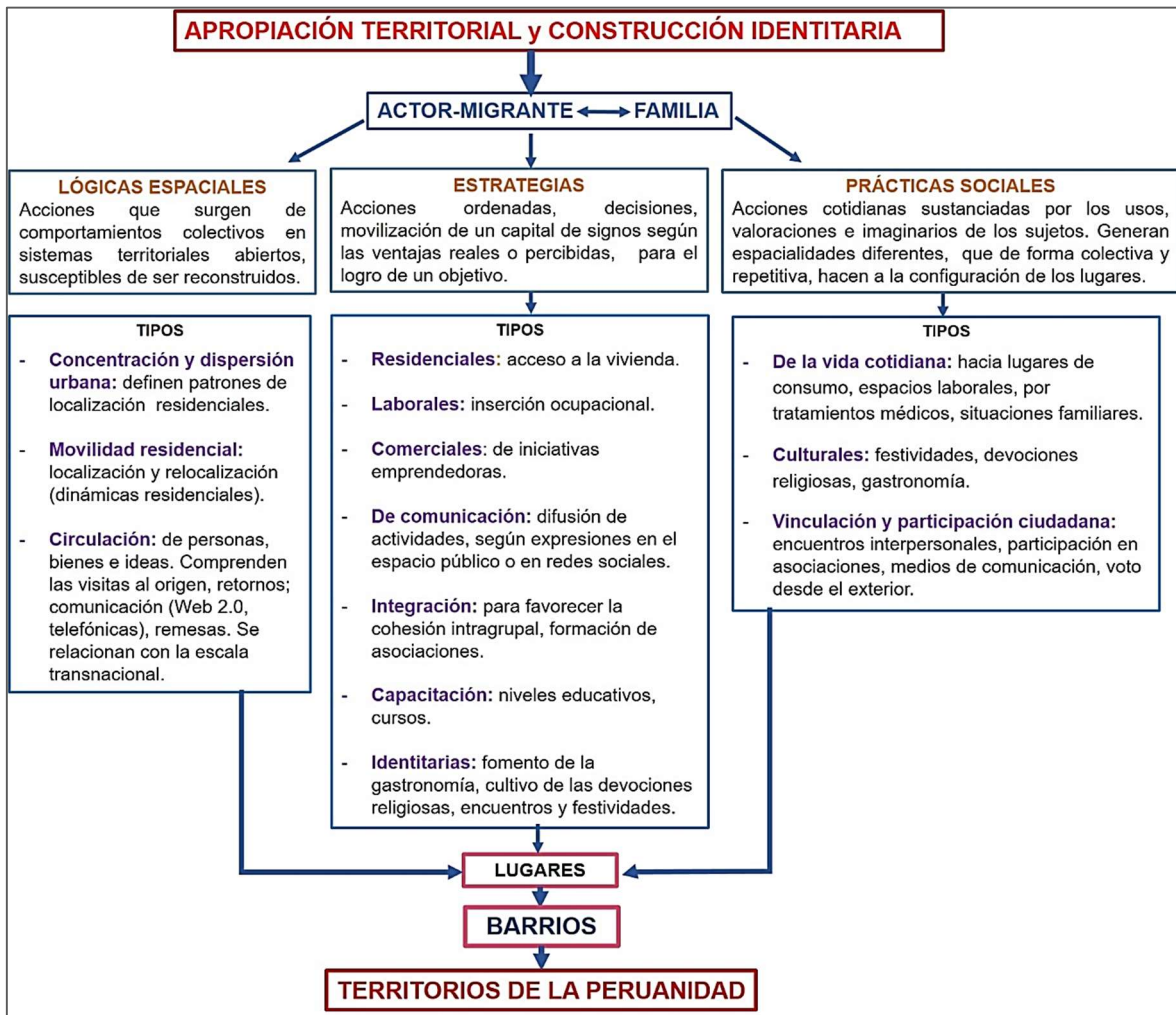 APROPIACIÓN TERRITORIAL y CONSTRUCCIÓN IDENTITARIA
ACTOR-MIGRANTE FAMILIA
LÓGICAS ESPACIALES
Acciones que surgen de
comportamientos colectivos en
sistemas territoriales abiertos,
susceptibles de ser reconstruidos.
ESTRATEGIAS
Acciones ordenadas, decisiones,
movilización de un capital de signos según
las ventajas reales o percibidas, para el
logro de un objetivo.
PRÁCTICAS SOCIALES
Acciones cotidianas sustanciadas por los usos,
valoraciones e imaginarios de los sujetos. Generan
espacialidades diferentes, que de forma colectiva y
repetitiva, hacen a la configuración de los lugares.
TIPOS
- Concentración y dispersión
urbana: definen patrones de
localización residenciales.
- Movilidad residencial:
localización y relocalización
(dinámicas residenciales).
- Circulación: de personas,
bienes e ideas. Comprenden
las visitas al origen, retornos;
comunicación (Web 2.0,
telefónicas), remesas. Se
relacionan con la escala
transnacional.
TIPOS
- Residenciales: acceso a la vivienda.
- Laborales: inserción ocupacional.
- Comerciales: de iniciativas
emprendedoras.
- De comunicación: difusión de
actividades, según expresiones en el
espacio público o en redes sociales.
- Integración: para favorecer la
cohesión intragrupal, formación de
asociaciones.
- Capacitación: niveles educativos,
cursos.
- Identitarias: fomento de la
gastronomía, cultivo de las devociones
religiosas, encuentros y festividades.
TIPOS
- De la vida cotidiana: hacia lugares de
consumo, espacios laborales, por
tratamientos médicos, situaciones familiares.
- Culturales: festividades, devociones
religiosas, gastronomía.
- Vinculación y participación ciudadana:
encuentros interpersonales, participación en
asociaciones, medios de comunicación, voto
desde el exterior.
LUGARES
BARRIOS
TERRITORIOS DE LA PERUANIDAD